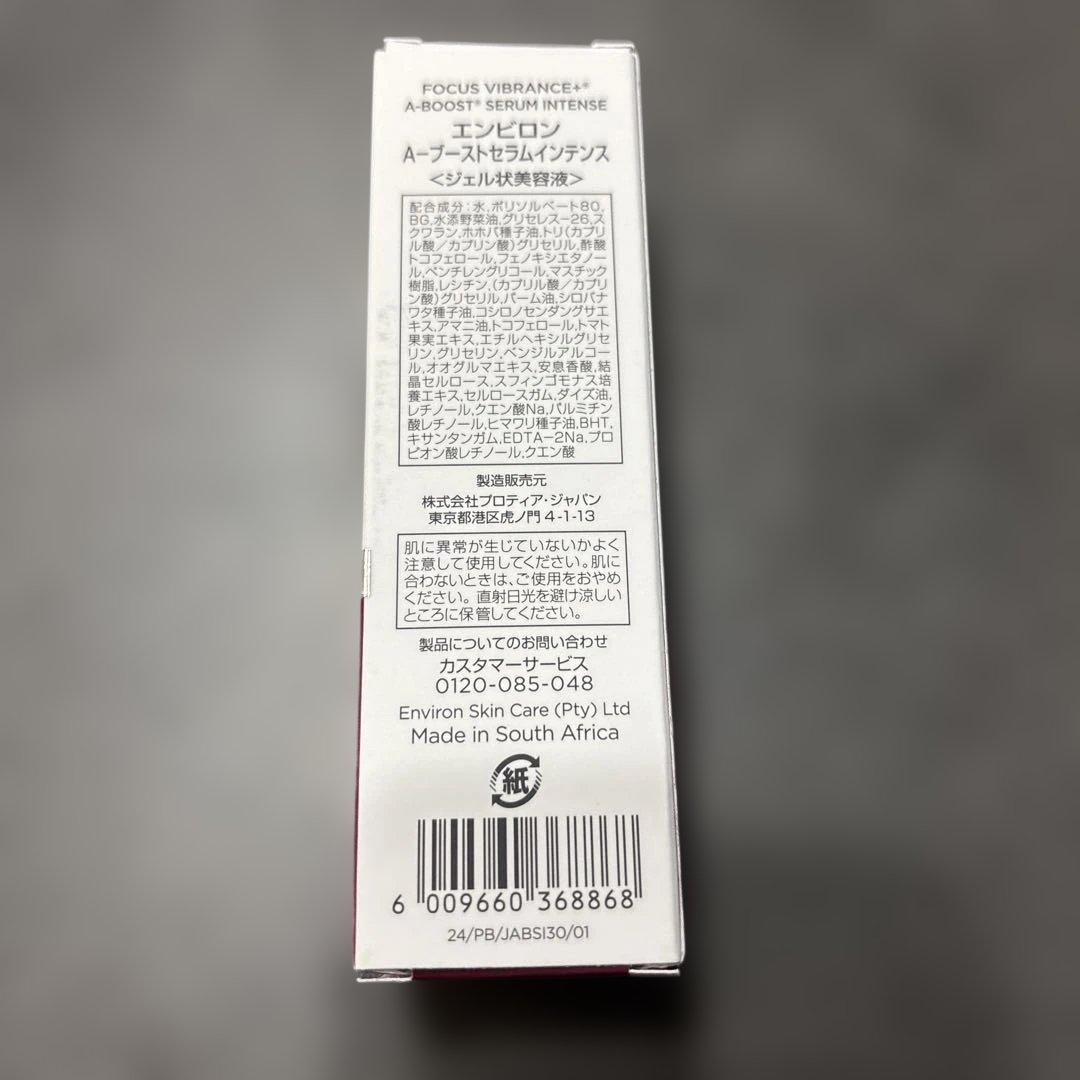 FOCUS VIBRANCE+®
A-BOOST® SERUM INTENSE
エンビロン
A−ブーストセラムインテンス
<ジェル状美容液>
配合成分:水,ポリソルベート80,
BG,水添野菜油,グリセレス−26,ス
クワラン,ホホバ種子油,トリ(カプリ
ル酸/カプリン酸)グリセリル,酢酸
トコフェロール,フェノキシエタノー
ル,ペンチレングリコール,マスチック
樹脂,レシチン,(カプリル酸/カプリ
ン酸)グリセリル,パーム油,シロバナ
ワタ種子油,コシロノセンダングサエ
キス,アマニ油,トコフェロール,トマト
果実エキス,エチルヘキシルグリセ
リン,グリセリン,ベンジルアルコー
ル,オオグルマエキス,安息香酸,結
晶セルロース,スフィンゴモナス培
養エキス,セルロースガム,ダイズ油,
レチノール,クエン酸Na,パルミチン
酸レチノール,ヒマワリ種子油,BHT,
キサンタンガム,EDTA−2Na,プロ
ピオン酸レチノール,クエン酸
製造販売元
株式会社プロティア・ジャパン
東京都港区虎ノ門4-1-13
肌に異常が生じていないかよく
注意して使用してください。肌に
合わないときは、ご使用をおやめ
ください。直射日光を避け涼しい
ところに保管してください。
製品についてのお問い合わせ
カスタマーサービス
0120-085-048
Environ Skin Care (Pty) Ltd
Made in South Africa
紙
6 009660 368868
24/PB/JABSI30/01